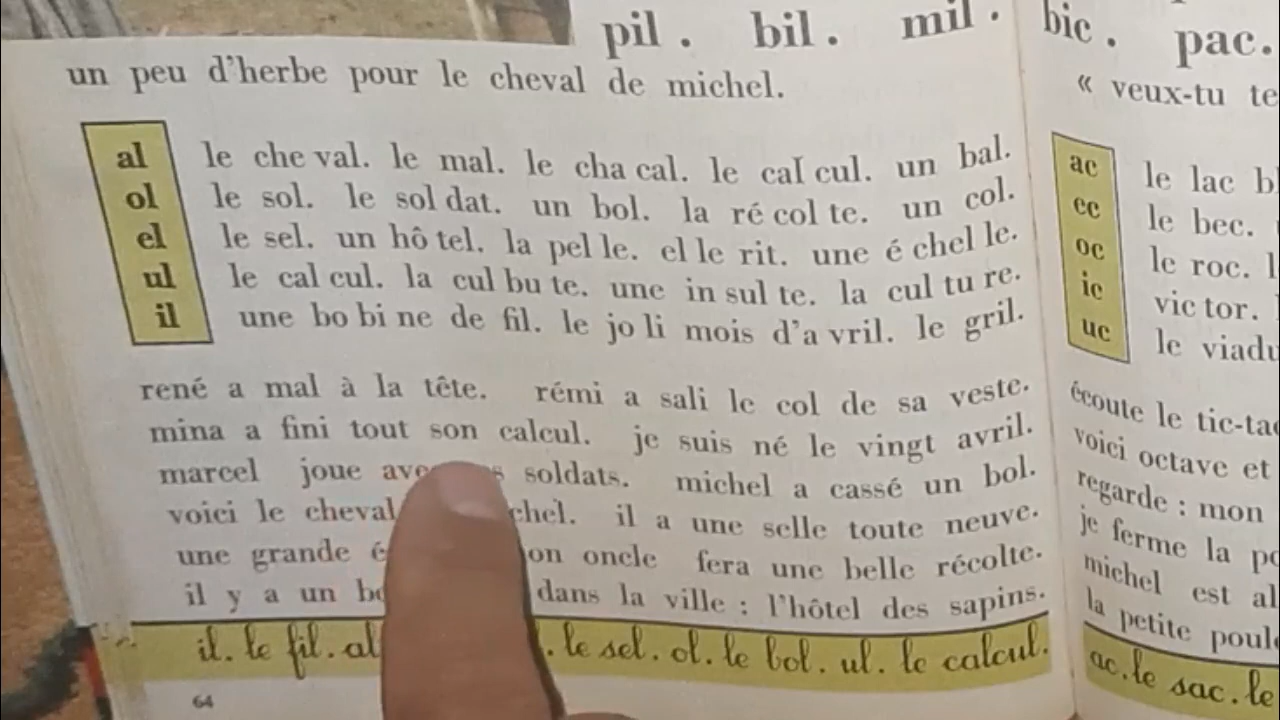 pil. bil. mil.
un peu d'herbe pour le cheval de michel.
al le che val. le mal. le cha cal. le cal cul. un bal.
ol le sol. le sol dat. un bol. la ré col te. un col.
el le sel. un hô tel. la pel le. el le rit. une é chel le.
ul le cal cul. la cul bu te. une in sul te. la cul tu re.
il une bo bi ne de fil. le jo li mois d'a vril. le gril.
rené a mal à la tête. rémi a sali le col de sa veste.
mina a fini tout son calcul. je suis né le vingt avril.
marcel joue soldats. michel a cassé un bol.
voici le cheval il a une selle toute neuve.
une grande oncle fera une belle récolte.
il y a un dans la ville : l'hôtel des sapins.
il. le fil. al le sel. ol. le bol. ul. le calcul.
64
bic. pac.
« veux-tu
ac le lac
ec le bec.
oc le roc.
ic vic tor.
uc le
écoute le
voici octave et
regarde : mon
je ferme la
michel est
la petite
ac. le sac. le